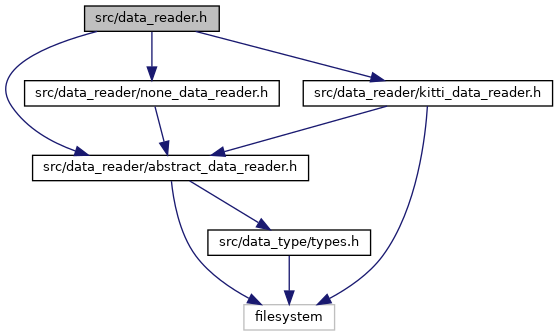 src/data_reader.h
src/data_reader/none_data_reader.h
src/data_reader/kitti_data_reader.h
src/data_reader/abstract_data_reader.h
src/data_type/types.h
filesystem